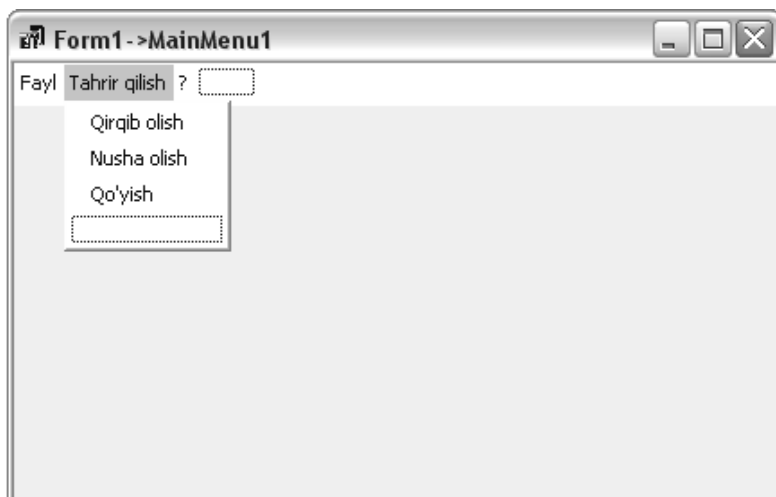 Form1->MainMenu1
Fayl Tahrir qilish ?
Qirqib olish
Nusha olish
Qo'yish